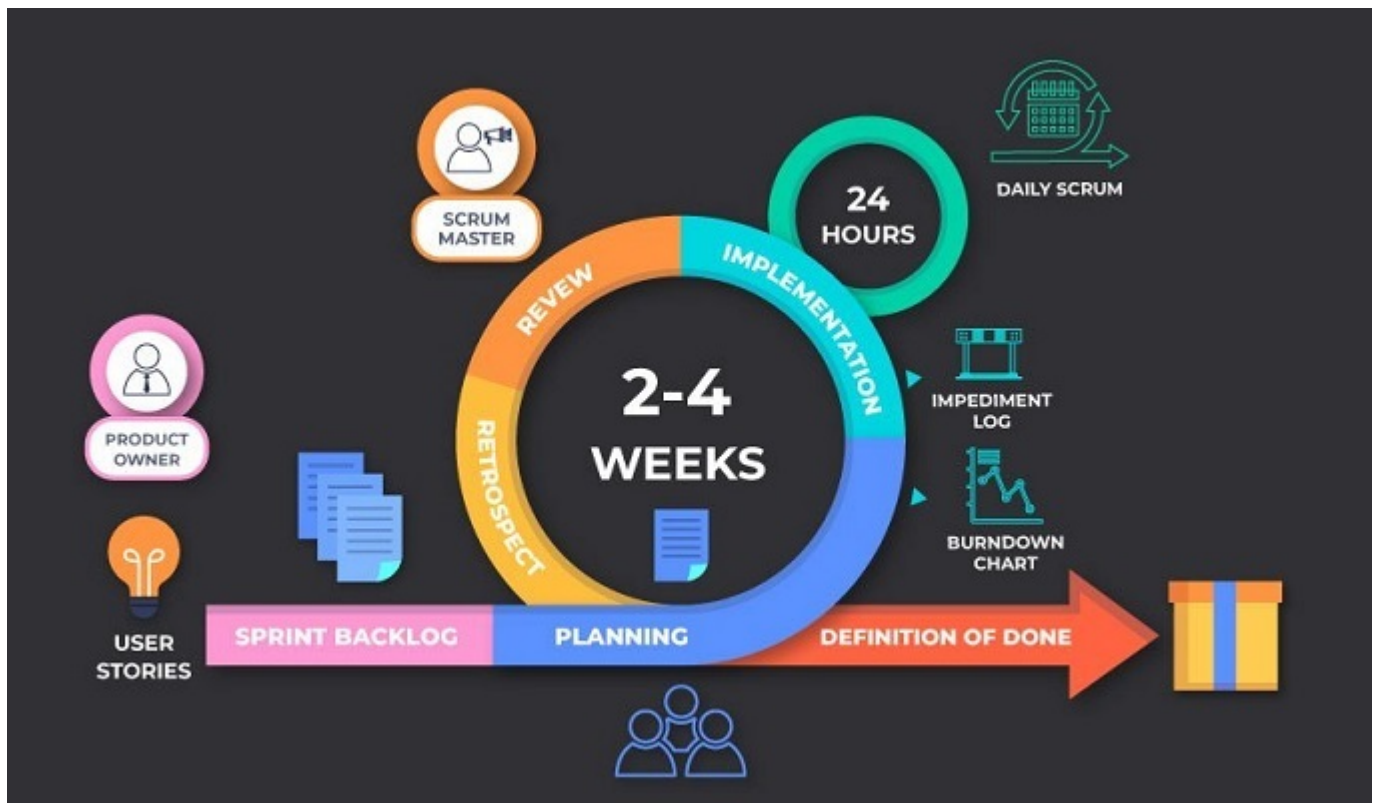 SCRUM
MASTER
24
HOURS
DAILY SCRUM
REVEW
IMPLEMENTATION
PRODUCT
OWNER
2-4
WEEKS
RETROSPECT
IMPEDIMENT
LOG
BURNDOWN
CHART
USER
STORIES
SPRINT BACKLOG
PLANNING
DEFINITION OF DONE